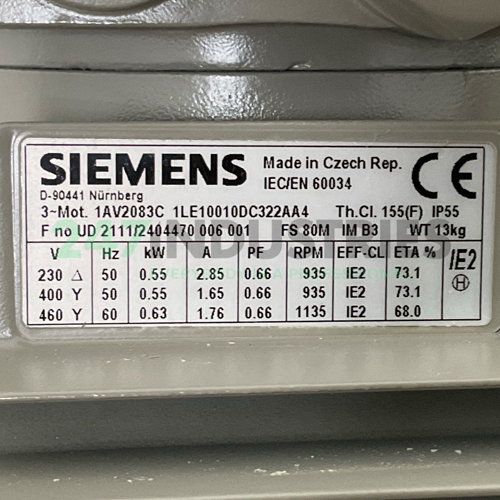 SIEMENS
D-90441 Nürnberg
Made in Czech Rep.
IEC/EN 60034
CE
3~Mot. 1AV2083C 1LE10010DC322AA4 Th.Cl. 155(F) IP55
F no UD 2111/2404470 006 001 FS 80M IM B3 WT 13kg
V Hz kW A PF RPM EFF-CL ETA %
230 Δ 50 0.55 2.85 0.66 935 IE2 73.1
400 Y 50 0.55 1.65 0.66 935 IE2 73.1
460 Y 60 0.63 1.76 0.66 1135 IE2 68.0
IE2
H